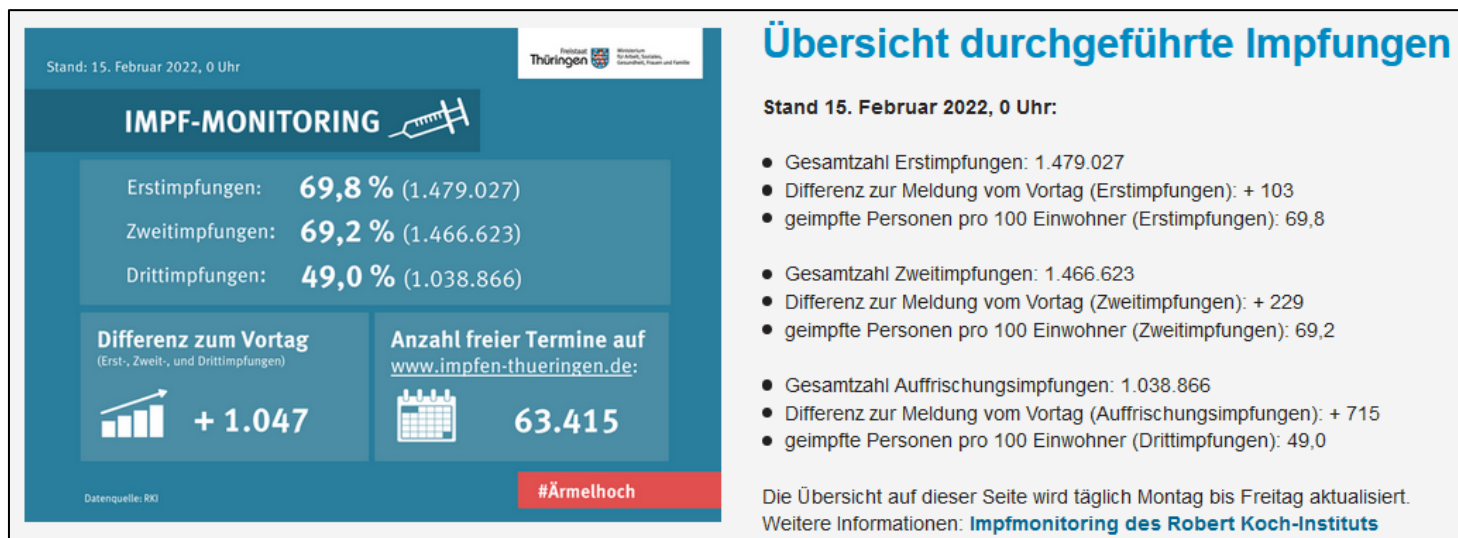 Stand: 15. Februar 2022, 0 Uhr
Freistaat
Thüringen
Ministerium
für Arbeit, Soziales,
Gesundheit, Frauen und Familie
IMPF-MONITORING
Erstimpfungen: 69,8 % (1.479.027)
Zweitimpfungen: 69,2 % (1.466.623)
Drittimpfungen: 49,0 % (1.038.866)
Differenz zum Vortag
(Erst-, Zweit-, und Drittimpfungen)
+ 1.047
Anzahl freier Termine auf
www.impfen-thueringen.de:
63.415
Datenquelle: RKI
#Ärmelhoch
Übersicht durchgeführte Impfungen
Stand 15. Februar 2022, 0 Uhr:
● Gesamtzahl Erstimpfungen: 1.479.027
● Differenz zur Meldung vom Vortag (Erstimpfungen): + 103
● geimpfte Personen pro 100 Einwohner (Erstimpfungen): 69,8
● Gesamtzahl Zweitimpfungen: 1.466.623
● Differenz zur Meldung vom Vortag (Zweitimpfungen): + 229
● geimpfte Personen pro 100 Einwohner (Zweitimpfungen): 69,2
● Gesamtzahl Auffrischungsimpfungen: 1.038.866
● Differenz zur Meldung vom Vortag (Auffrischungsimpfungen): + 715
● geimpfte Personen pro 100 Einwohner (Drittimpfungen): 49,0
Die Übersicht auf dieser Seite wird täglich Montag bis Freitag aktualisiert.
Weitere Informationen: Impfmonitoring des Robert Koch-Instituts